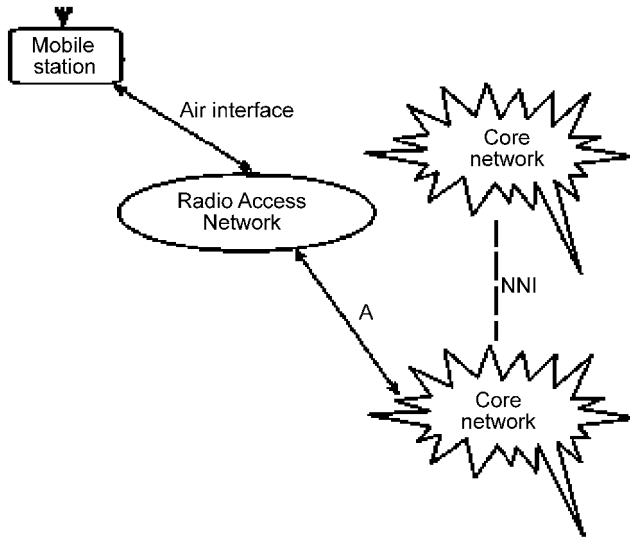 Mobile
station
Air interface
Core
network
Radio Access
Network
NNI
A
Core
network